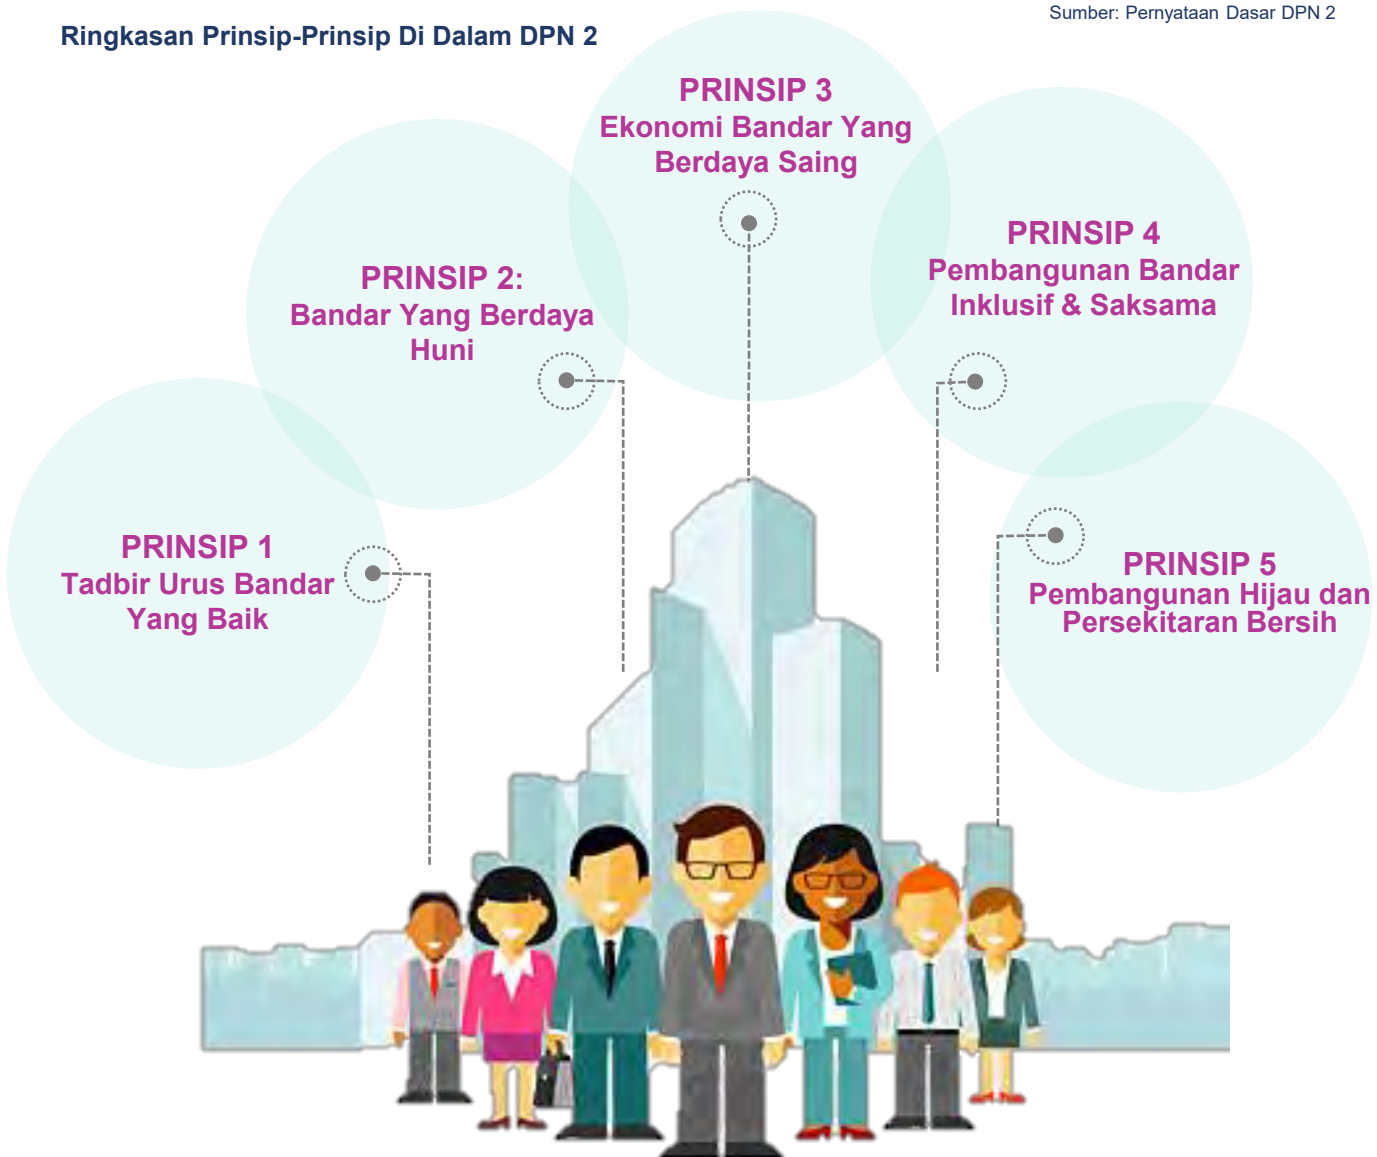 Sumber: Pernyataan Dasar DPN 2
Ringkasan Prinsip-Prinsip Di Dalam DPN 2
PRINSIP 1
Tadbir Urus Bandar
Yang Baik
PRINSIP 2:
Bandar Yang Berdaya
Huni
PRINSIP 3
Ekonomi Bandar Yang
Berdaya Saing
PRINSIP 4
Pembangunan Bandar
Inklusif & Saksama
PRINSIP 5
Pembangunan Hijau dan
Persekitaran Bersih